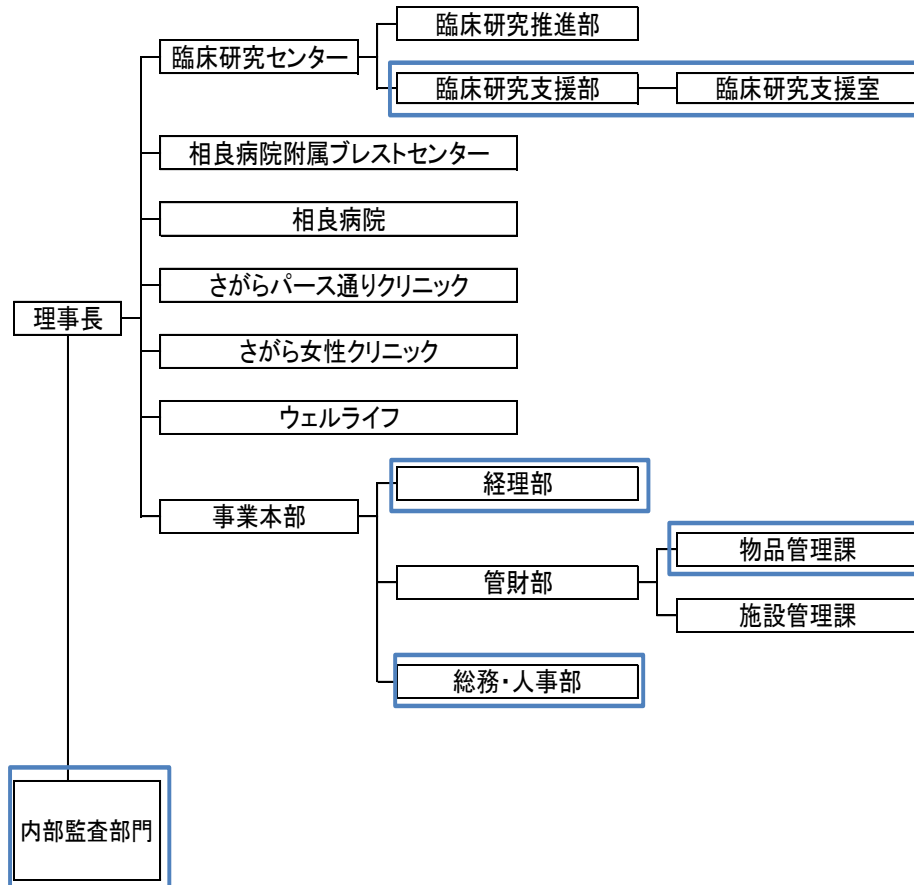 臨床研究推進部
臨床研究センター
臨床研究支援部
臨床研究支援室
相良病院附属ブレストセンター
相良病院
さがらパース通りクリニック
理事長
さがら女性クリニック
ウェルライフ
経理部
事業本部
物品管理課
管財部
施設管理課
総務・人事部
内部監査部門